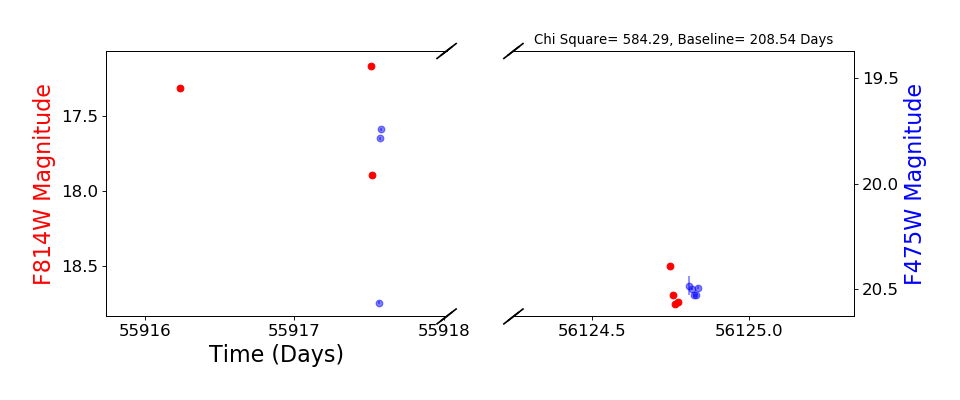 Chi Square= 584.29, Baseline= 208.54 Days
F814W Magnitude
17.5
18.0
18.5
19.5
20.0
20.5
F475W Magnitude
55916
55917
55918
56124.5
56125.0
Time (Days)